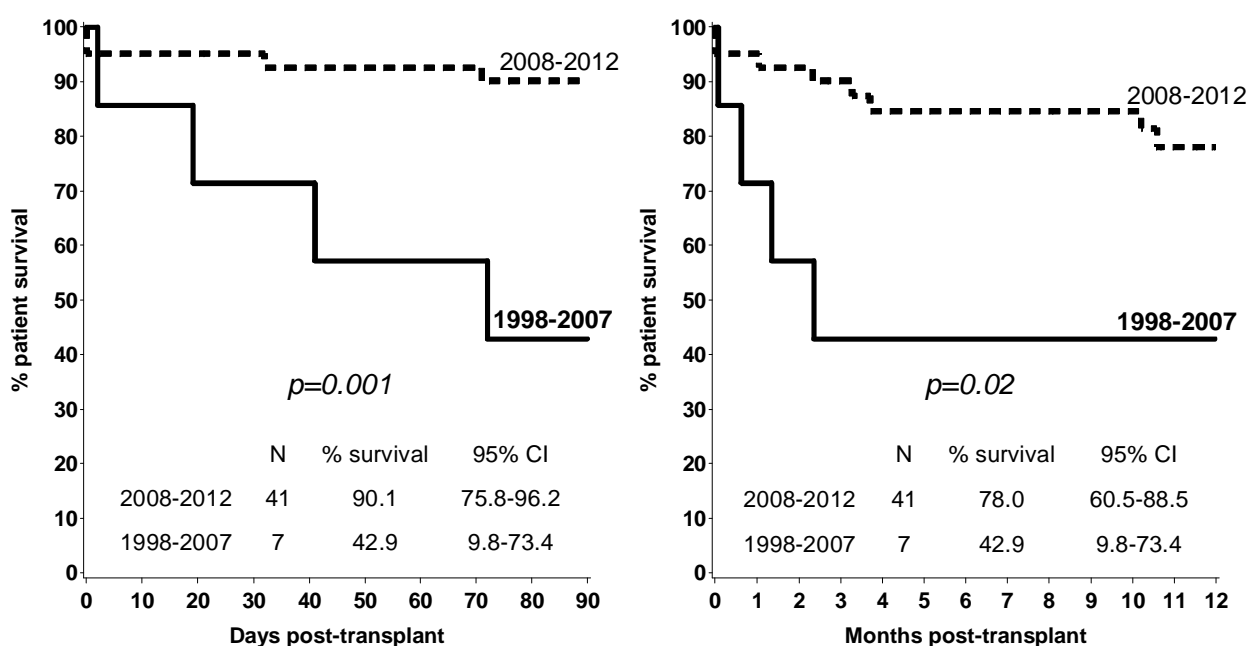 100
90
80
70
60
50
40
30
20
10
0
% patient survival
2008-2012
1998-2007
p=0.001
N % survival 95% CI
2008-2012 41 90.1 75.8-96.2
1998-2007 7 42.9 9.8-73.4
0 10 20 30 40 50 60 70 80 90
Days post-transplant
100
90
80
70
60
50
40
30
20
10
0
% patient survival
2008-2012
1998-2007
p=0.02
N % survival 95% CI
2008-2012 41 78.0 60.5-88.5
1998-2007 7 42.9 9.8-73.4
0 1 2 3 4 5 6 7 8 9 10 11 12
Months post-transplant